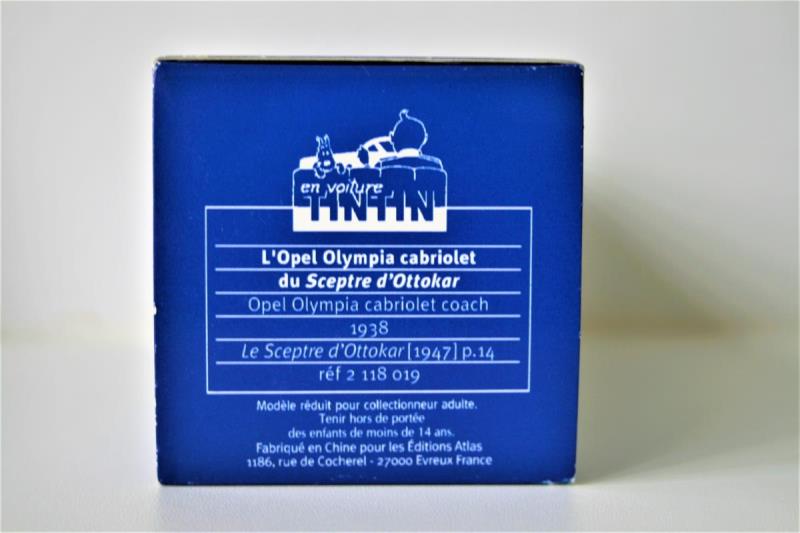 en voiture
TINTIN
L'Opel Olympia cabriolet
du Sceptre d'Ottokar
Opel Olympia cabriolet coach
1938
Le Sceptre d'Ottokar [1947] p.14
réf 2 118 019
Modèle réduit pour collectionneur adulte.
Tenir hors de portée
des enfants de moins de 14 ans.
Fabriqué en Chine pour les Éditions Atlas
1186, rue de Cocherel - 27000 Evreux France